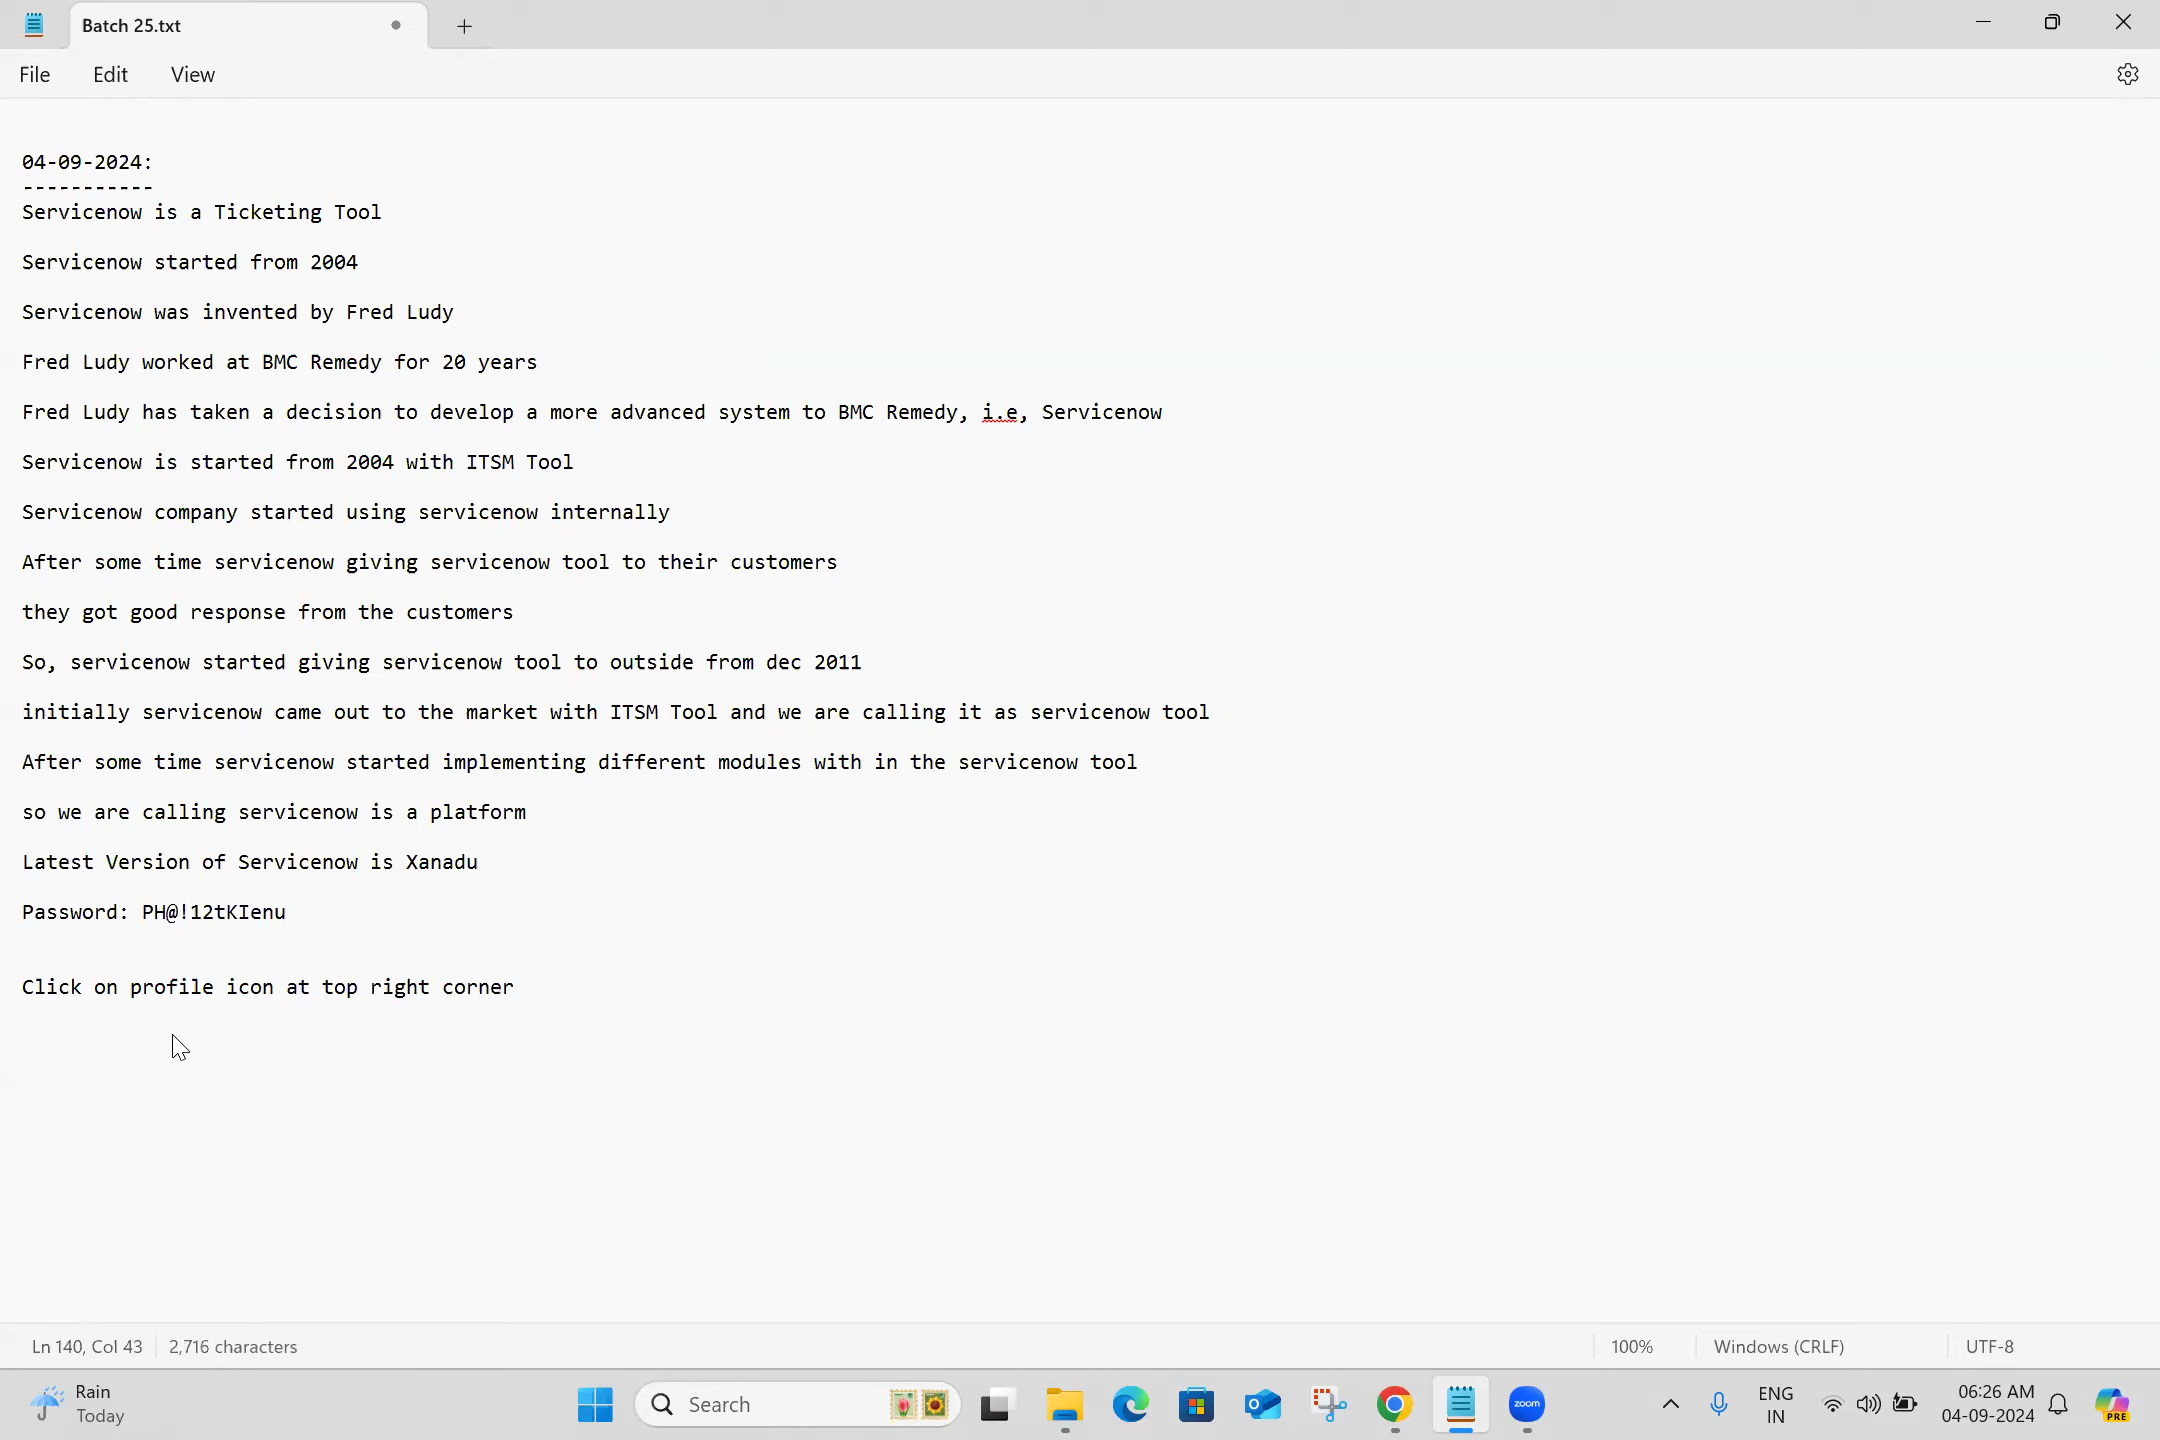 Batch 25.txt
File Edit View
04-09-2024:
-----------
Servicenow is a Ticketing Tool
Servicenow started from 2004
Servicenow was invented by Fred Ludy
Fred Ludy worked at BMC Remedy for 20 years
Fred Ludy has taken a decision to develop a more advanced system to BMC Remedy, i.e, Servicenow
Servicenow is started from 2004 with ITSM Tool
Servicenow company started using servicenow internally
After some time servicenow giving servicenow tool to their customers
they got good response from the customers
So, servicenow started giving servicenow tool to outside from dec 2011
initially servicenow came out to the market with ITSM Tool and we are calling it as servicenow tool
After some time servicenow started implementing different modules with in the servicenow tool
so we are calling servicenow is a platform
Latest Version of Servicenow is Xanadu
Password: PH@!12tKIenu
Click on profile icon at top right corner
Ln 140, Col 43 2,716 characters 100% Windows (CRLF) UTF-8
Rain
Today
Search
zoom
ENG
IN
06:26 AM
04-09-2024
PRE